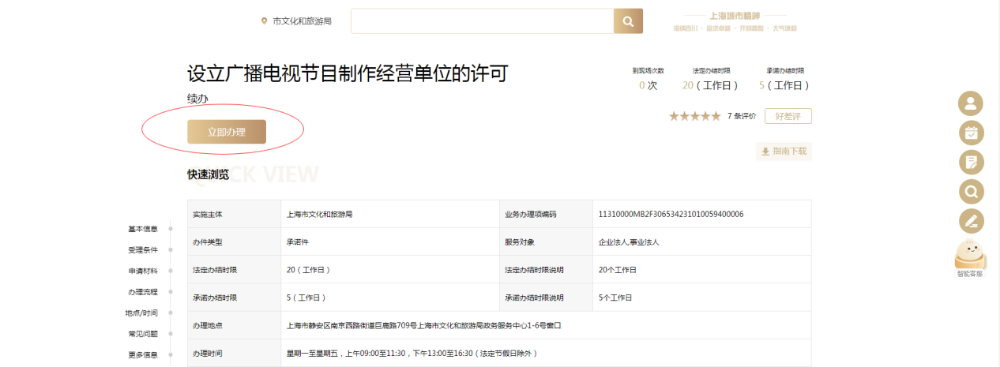 市文化和旅游局
上海城市精神
海纳百川 · 追求卓越 · 开明睿智 · 大气谦和
设立广播电视节目制作经营单位的许可
续办
到现场次数 法定办结时限 承诺办结时限
0 次 20 ( 工作日 ) 5 ( 工作日 )
立即办理
7 条评价 好差评
指南下载
QUICK VIEW
快速浏览
实施主体 上海市文化和旅游局 业务办理项编码 11310000MB2F306534231010059400006
办件类型 承诺件 服务对象 企业法人,事业法人
法定办结时限 20 ( 工作日 ) 法定办结时限说明 20个工作日
承诺办结时限 5 ( 工作日 ) 承诺办结时限说明 5个工作日
办理地点 上海市静安区南京西路街道巨鹿路709号上海市文化和旅游局政务服务中心1-6号窗口
办理时间 星期一至星期五，上午09:00至11:30，下午13:00至16:30（法定节假日除外）
基本信息
受理条件
申请材料
办理流程
地点/时间
常见问题
更多信息
智能客服